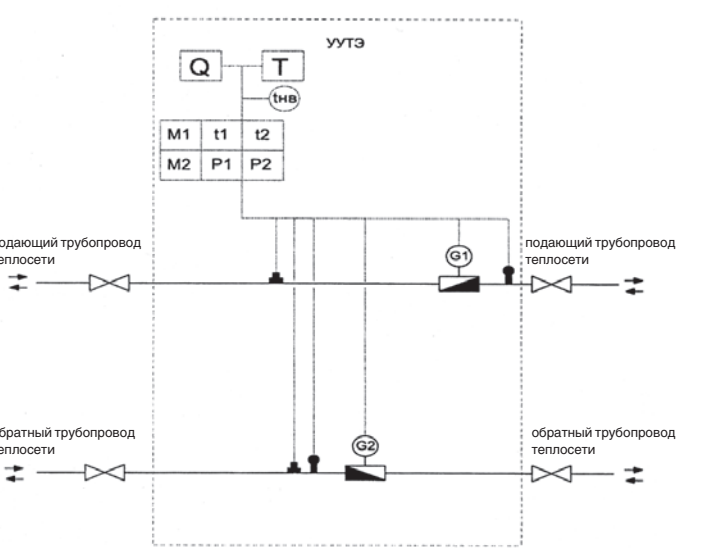 УУТЭ
Q T
tнв
M1 t1 t2
M2 P1 P2
одающий трубопровод
еплосети
G1
подающий трубопровод
теплосети
братный трубопровод
еплосети
G2
обратный трубопровод
теплосети